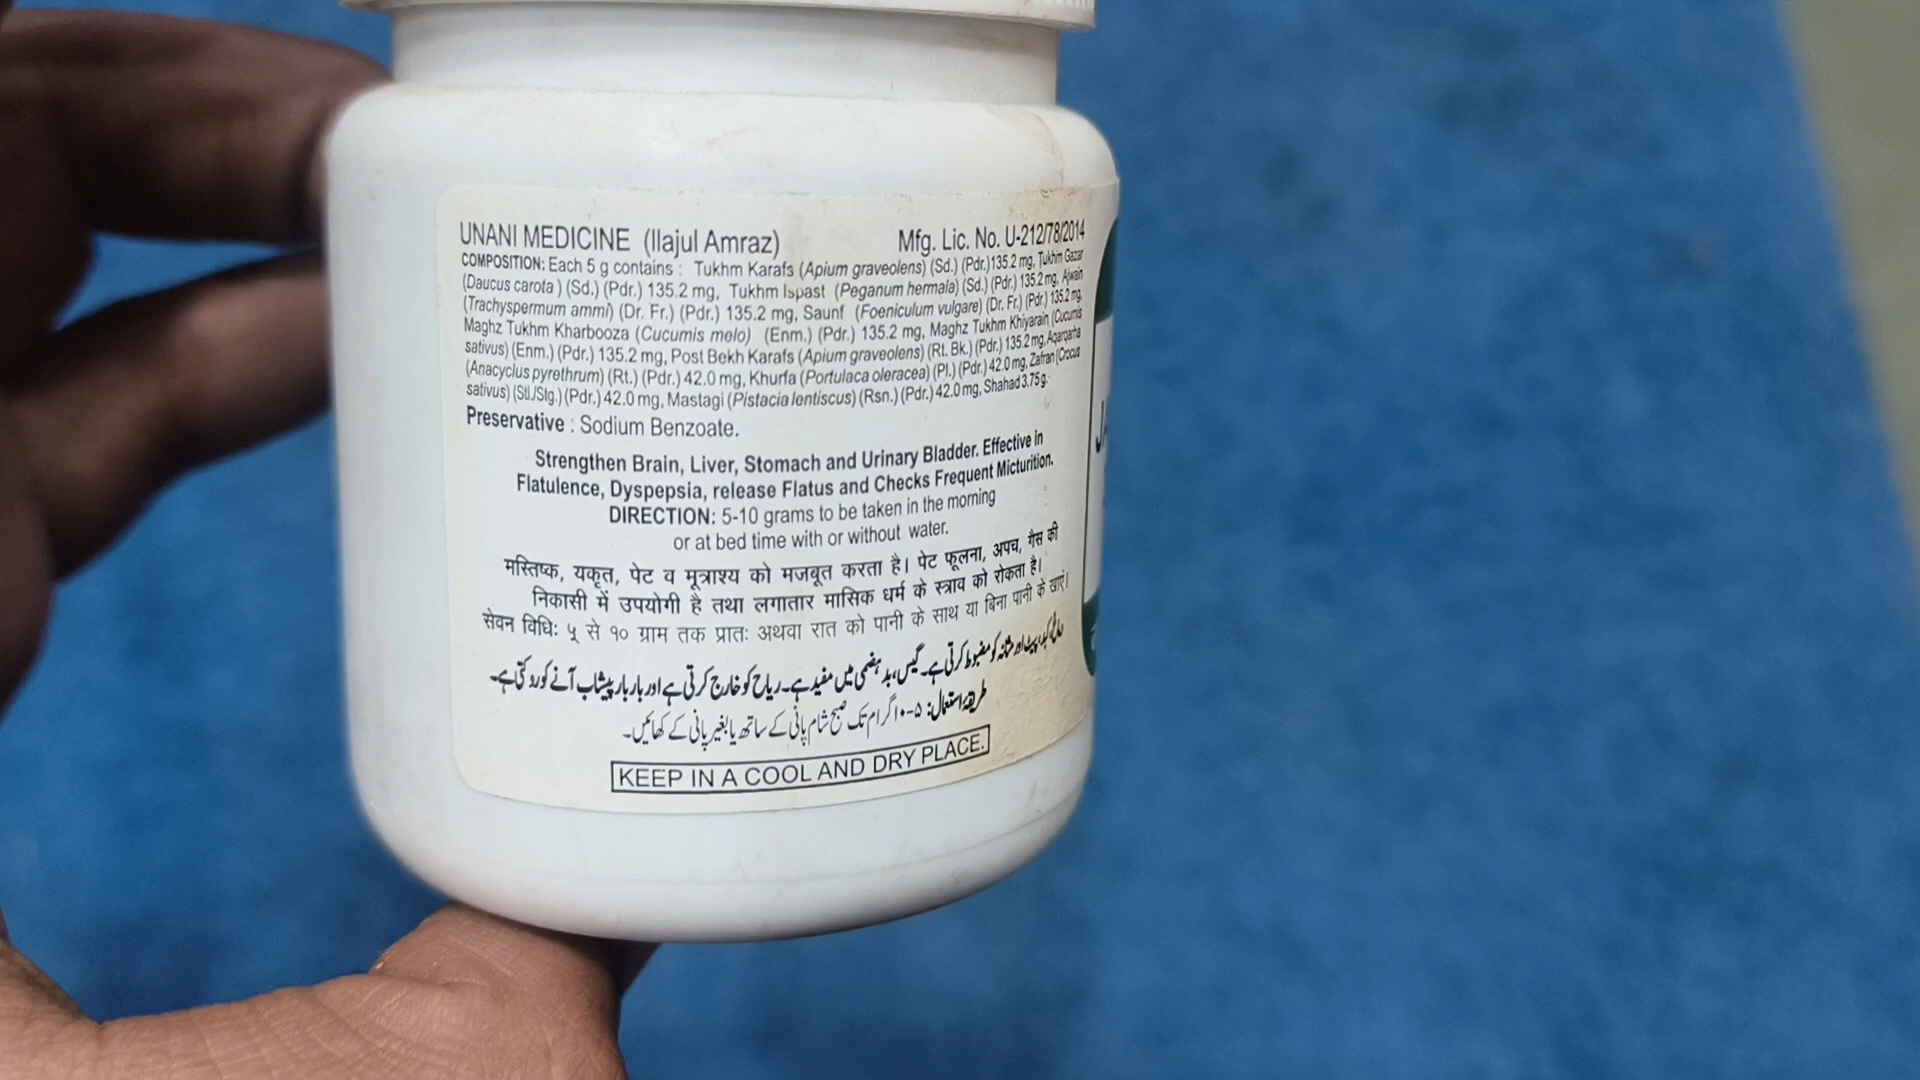 UNANI MEDICINE (Ilajul Amraz) Mfg. Lic. No. U-212/78/2014
COMPOSITION: Each 5 g contains : Tukhm Karafs (Apium graveolens) (Sd.) (Pdr.)135.2 mg, Tukhm Gazar
(Daucus carota ) (Sd.) (Pdr.) 135.2 mg, Tukhm Ispast (Peganum hermala) (Sd.) (Pdr.) 135.2 mg, Ajwain
(Trachyspermum ammi) (Dr. Fr.) (Pdr.) 135.2 mg, Saunf (Foeniculum vulgare) (Dr. Fr.) (Pdr.) 135.2 mg,
Maghz Tukhm Kharbooza (Cucumis melo) (Enm.) (Pdr.) 135.2 mg, Maghz Tukhm Khiyarain (Cucumis
sativus) (Enm.) (Pdr.) 135.2 mg, Post Bekh Karafs (Apium graveolens) (Rt. Bk.) (Pdr.) 135.2 mg, Aqarqarha
(Anacyclus pyrethrum) (Rt.) (Pdr.) 42.0 mg, Khurfa (Portulaca oleracea) (Pl.) (Pdr.) 42.0 mg, Zafran (Crocus
sativus) (Stl./Stg.) (Pdr.) 42.0 mg, Mastagi (Pistacia lentiscus) (Rsn.) (Pdr.) 42.0 mg, Shahad 3.75 g.
Preservative : Sodium Benzoate.
Strengthen Brain, Liver, Stomach and Urinary Bladder. Effective in
Flatulence, Dyspepsia, release Flatus and Checks Frequent Micturition.
DIRECTION: 5-10 grams to be taken in the morning
or at bed time with or without water.
मस्तिष्क, यकृत, पेट व मूत्राश्य को मजबूत करता है। पेट फूलना, अपच, गैस की
निकासी में उपयोगी है तथा लगातार मासिक धर्म के स्त्राव को रोकता है।
सेवन विधिः ५ से १० ग्राम तक प्रातः अथवा रात को पानी के साथ या बिना पानी के खाएं।
پیٹ اور مثانہ کو مضبوط کرتی ہے۔ گیس، بدہضمی میں مفید ہے۔ ریاح کو خارج کرتی ہے اور بار بار پیشاب آنے کو روکتی ہے۔
طریقۂ استعمال: ۵-۱۰ گرام تک صبح شام پانی کے ساتھ یا بغیر پانی کے کھائیں۔
KEEP IN A COOL AND DRY PLACE.